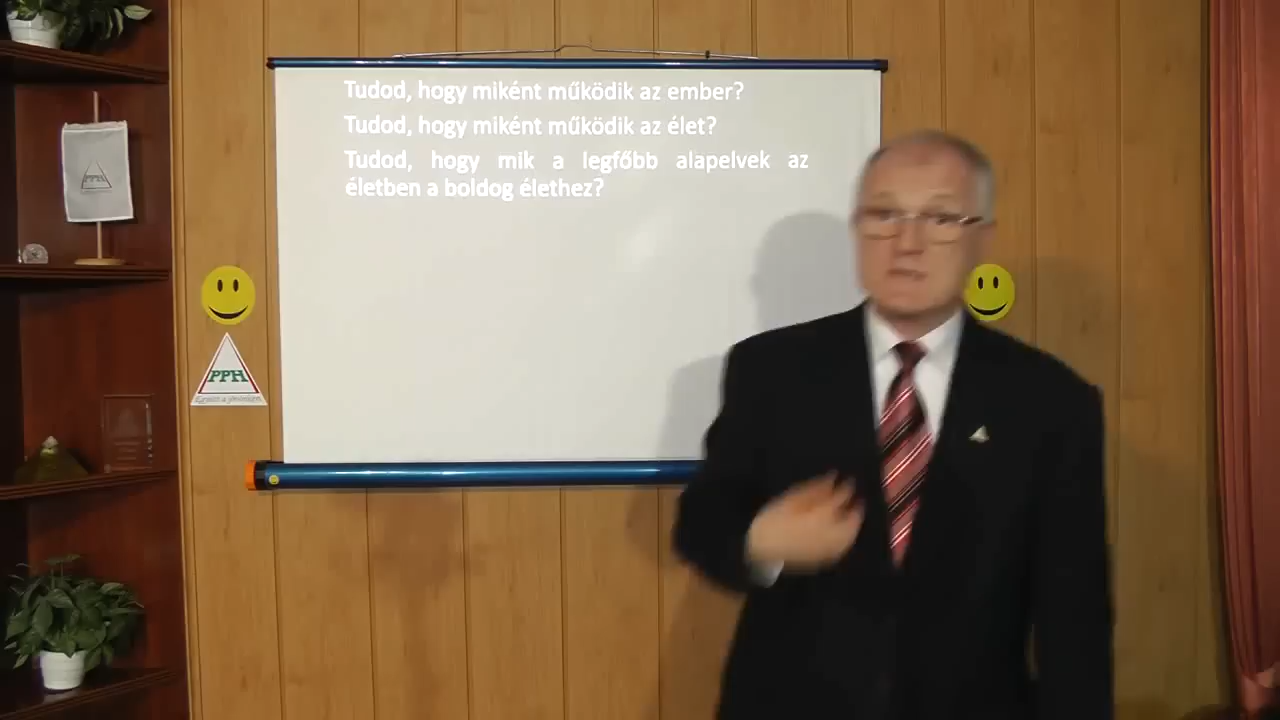 Tudod, hogy miként működik az ember?
Tudod, hogy miként működik az élet?
Tudod, hogy mik a legfőbb alapelvek az
életben a boldog élethez?
PPH
PPH